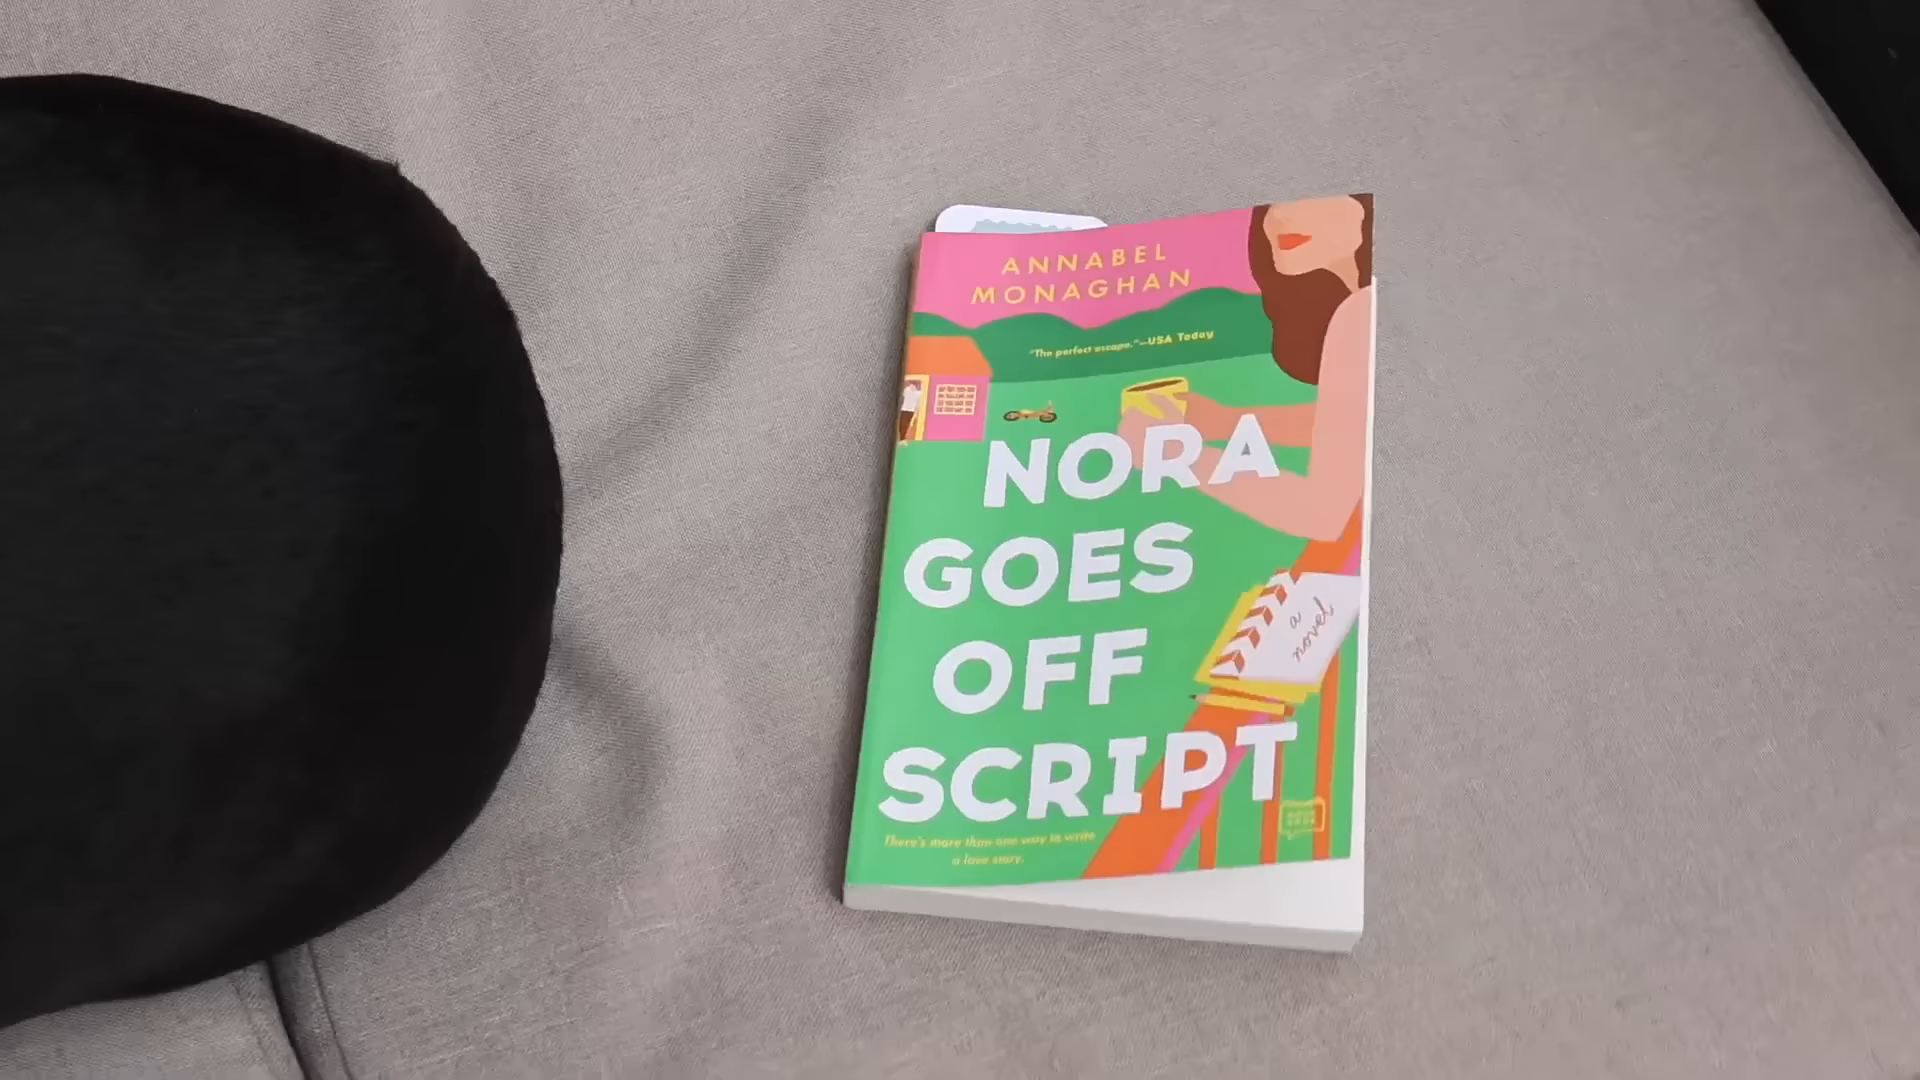 ANNABEL
MONAGHAN
"The perfect escape."—USA Today
NORA
GOES
OFF
SCRIPT
a
novel
There's more than one way to write
a love story.